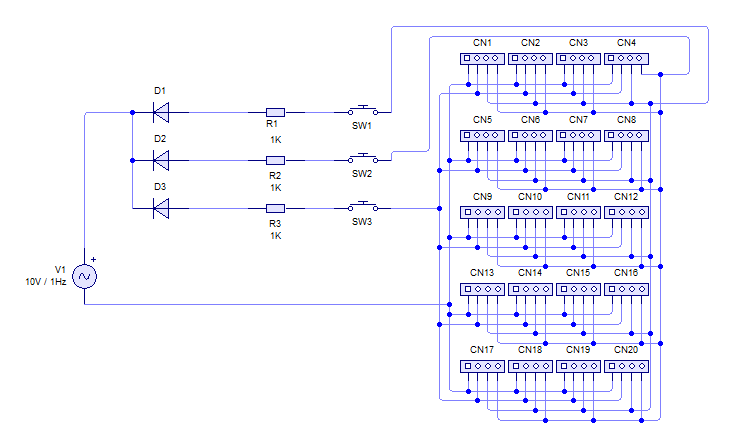 CN1 CN2 CN3 CN4
D1
R1
1K
SW1
CN5 CN6 CN7 CN8
D2
R2
1K
SW2
D3
R3
1K
SW3
CN9 CN10 CN11 CN12
+
V1
10V / 1Hz
CN13 CN14 CN15 CN16
CN17 CN18 CN19 CN20